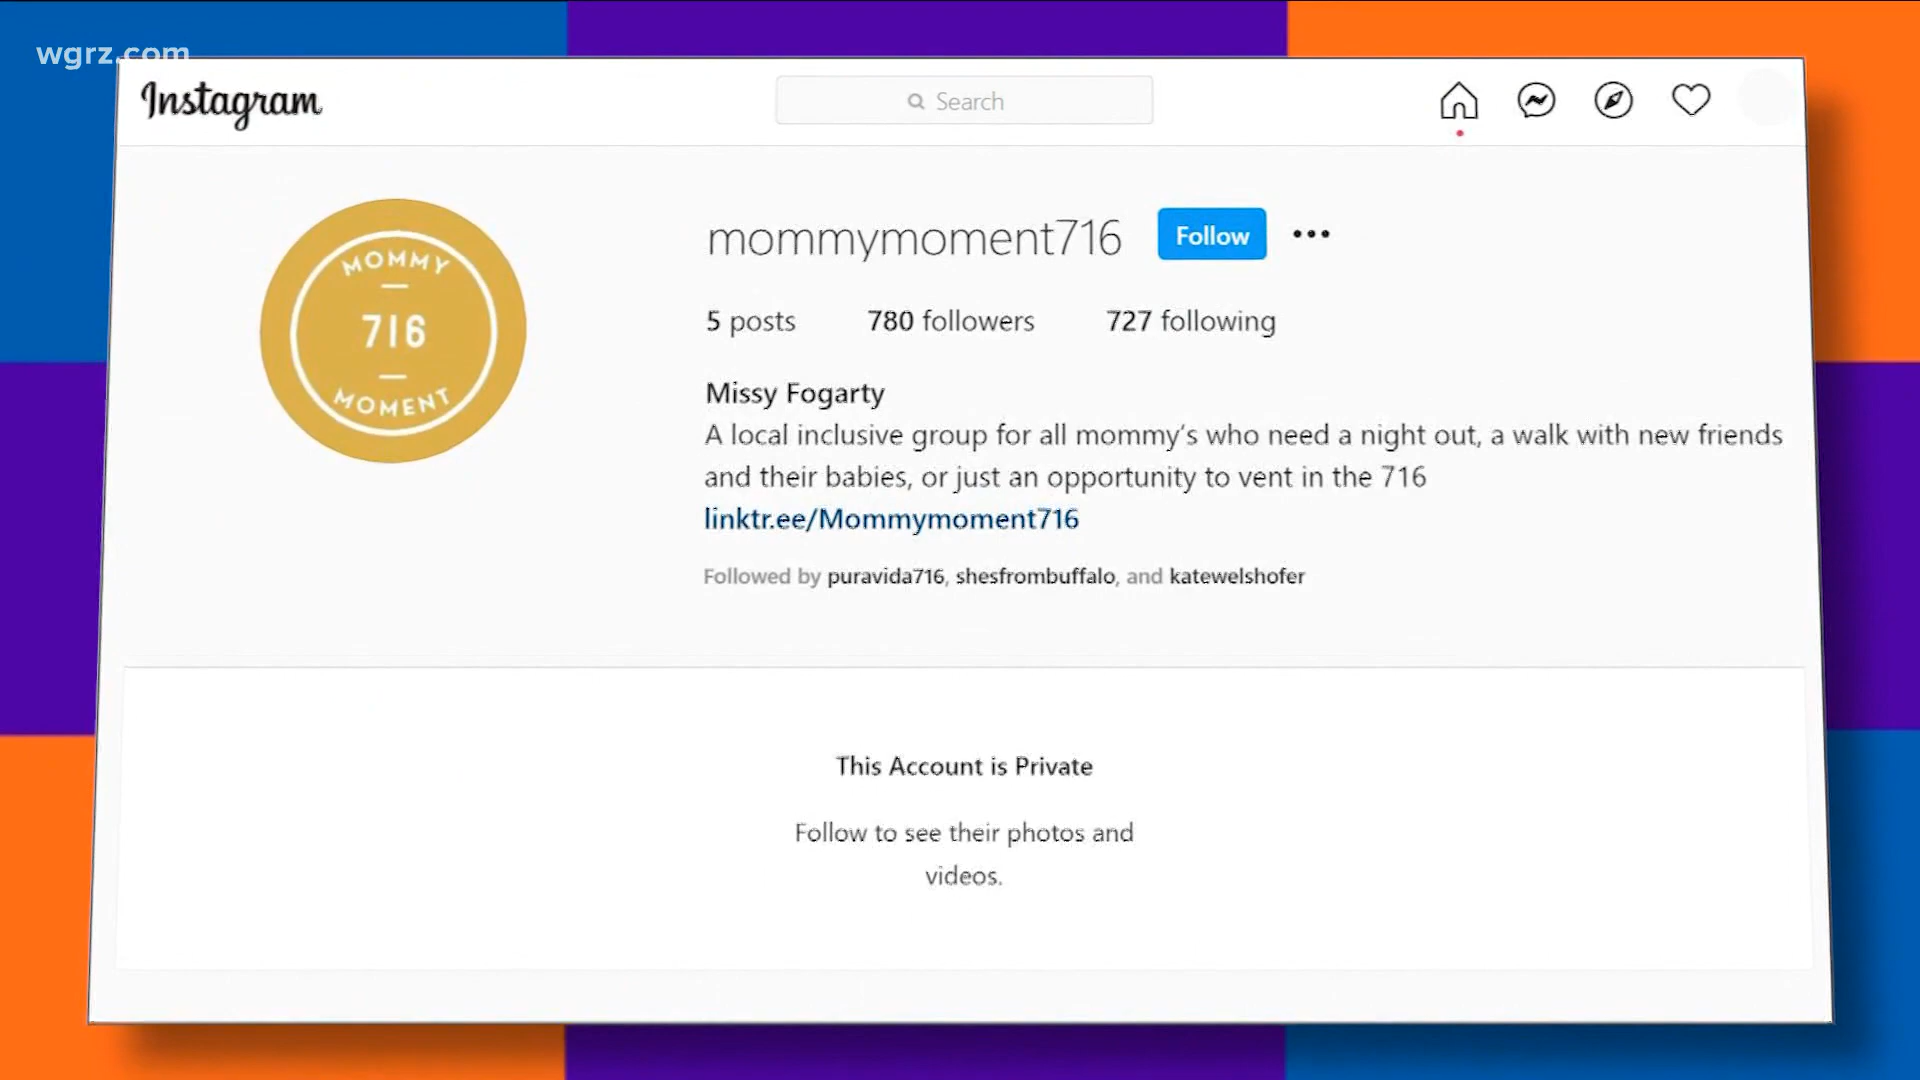 wgrz.com
Instagram
Search
MOMMY
716
MOMENT
mommymoment716 Follow
5 posts 780 followers 727 following
Missy Fogarty
A local inclusive group for all mommy's who need a night out, a walk with new friends
and their babies, or just an opportunity to vent in the 716
linktr.ee/Mommymoment716
Followed by puravida716, shesfrombuffalo, and katewelshofer
This Account is Private
Follow to see their photos and
videos.